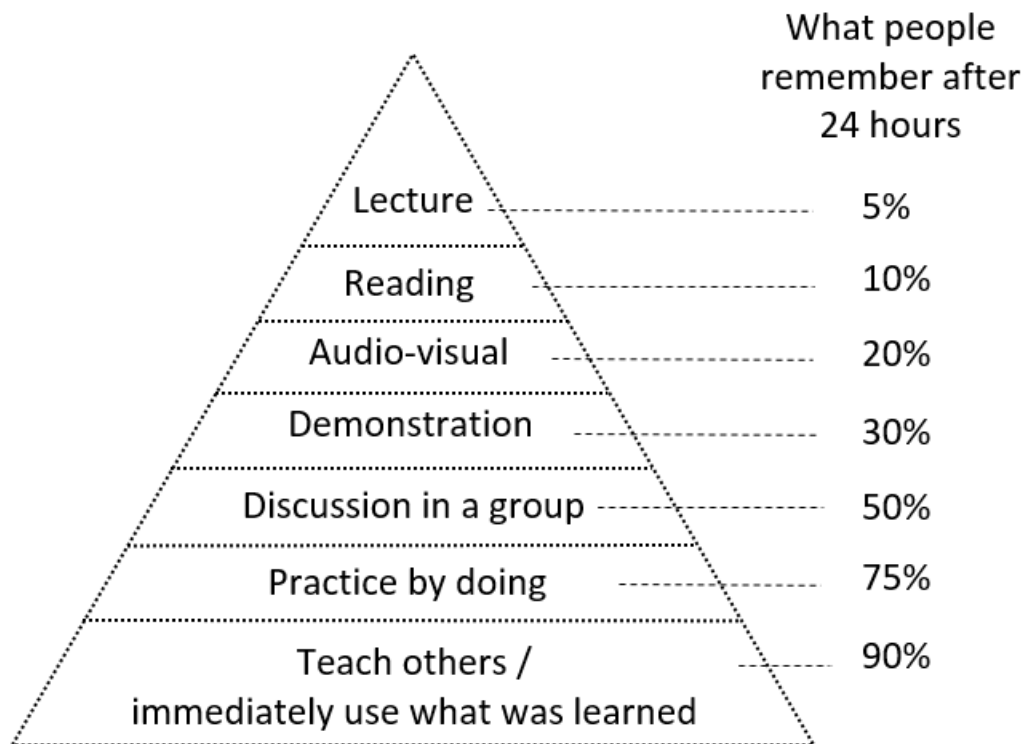 What people
remember after
24 hours
Lecture 5%
Reading 10%
Audio-visual 20%
Demonstration 30%
Discussion in a group 50%
Practice by doing 75%
Teach others / 90%
immediately use what was learned